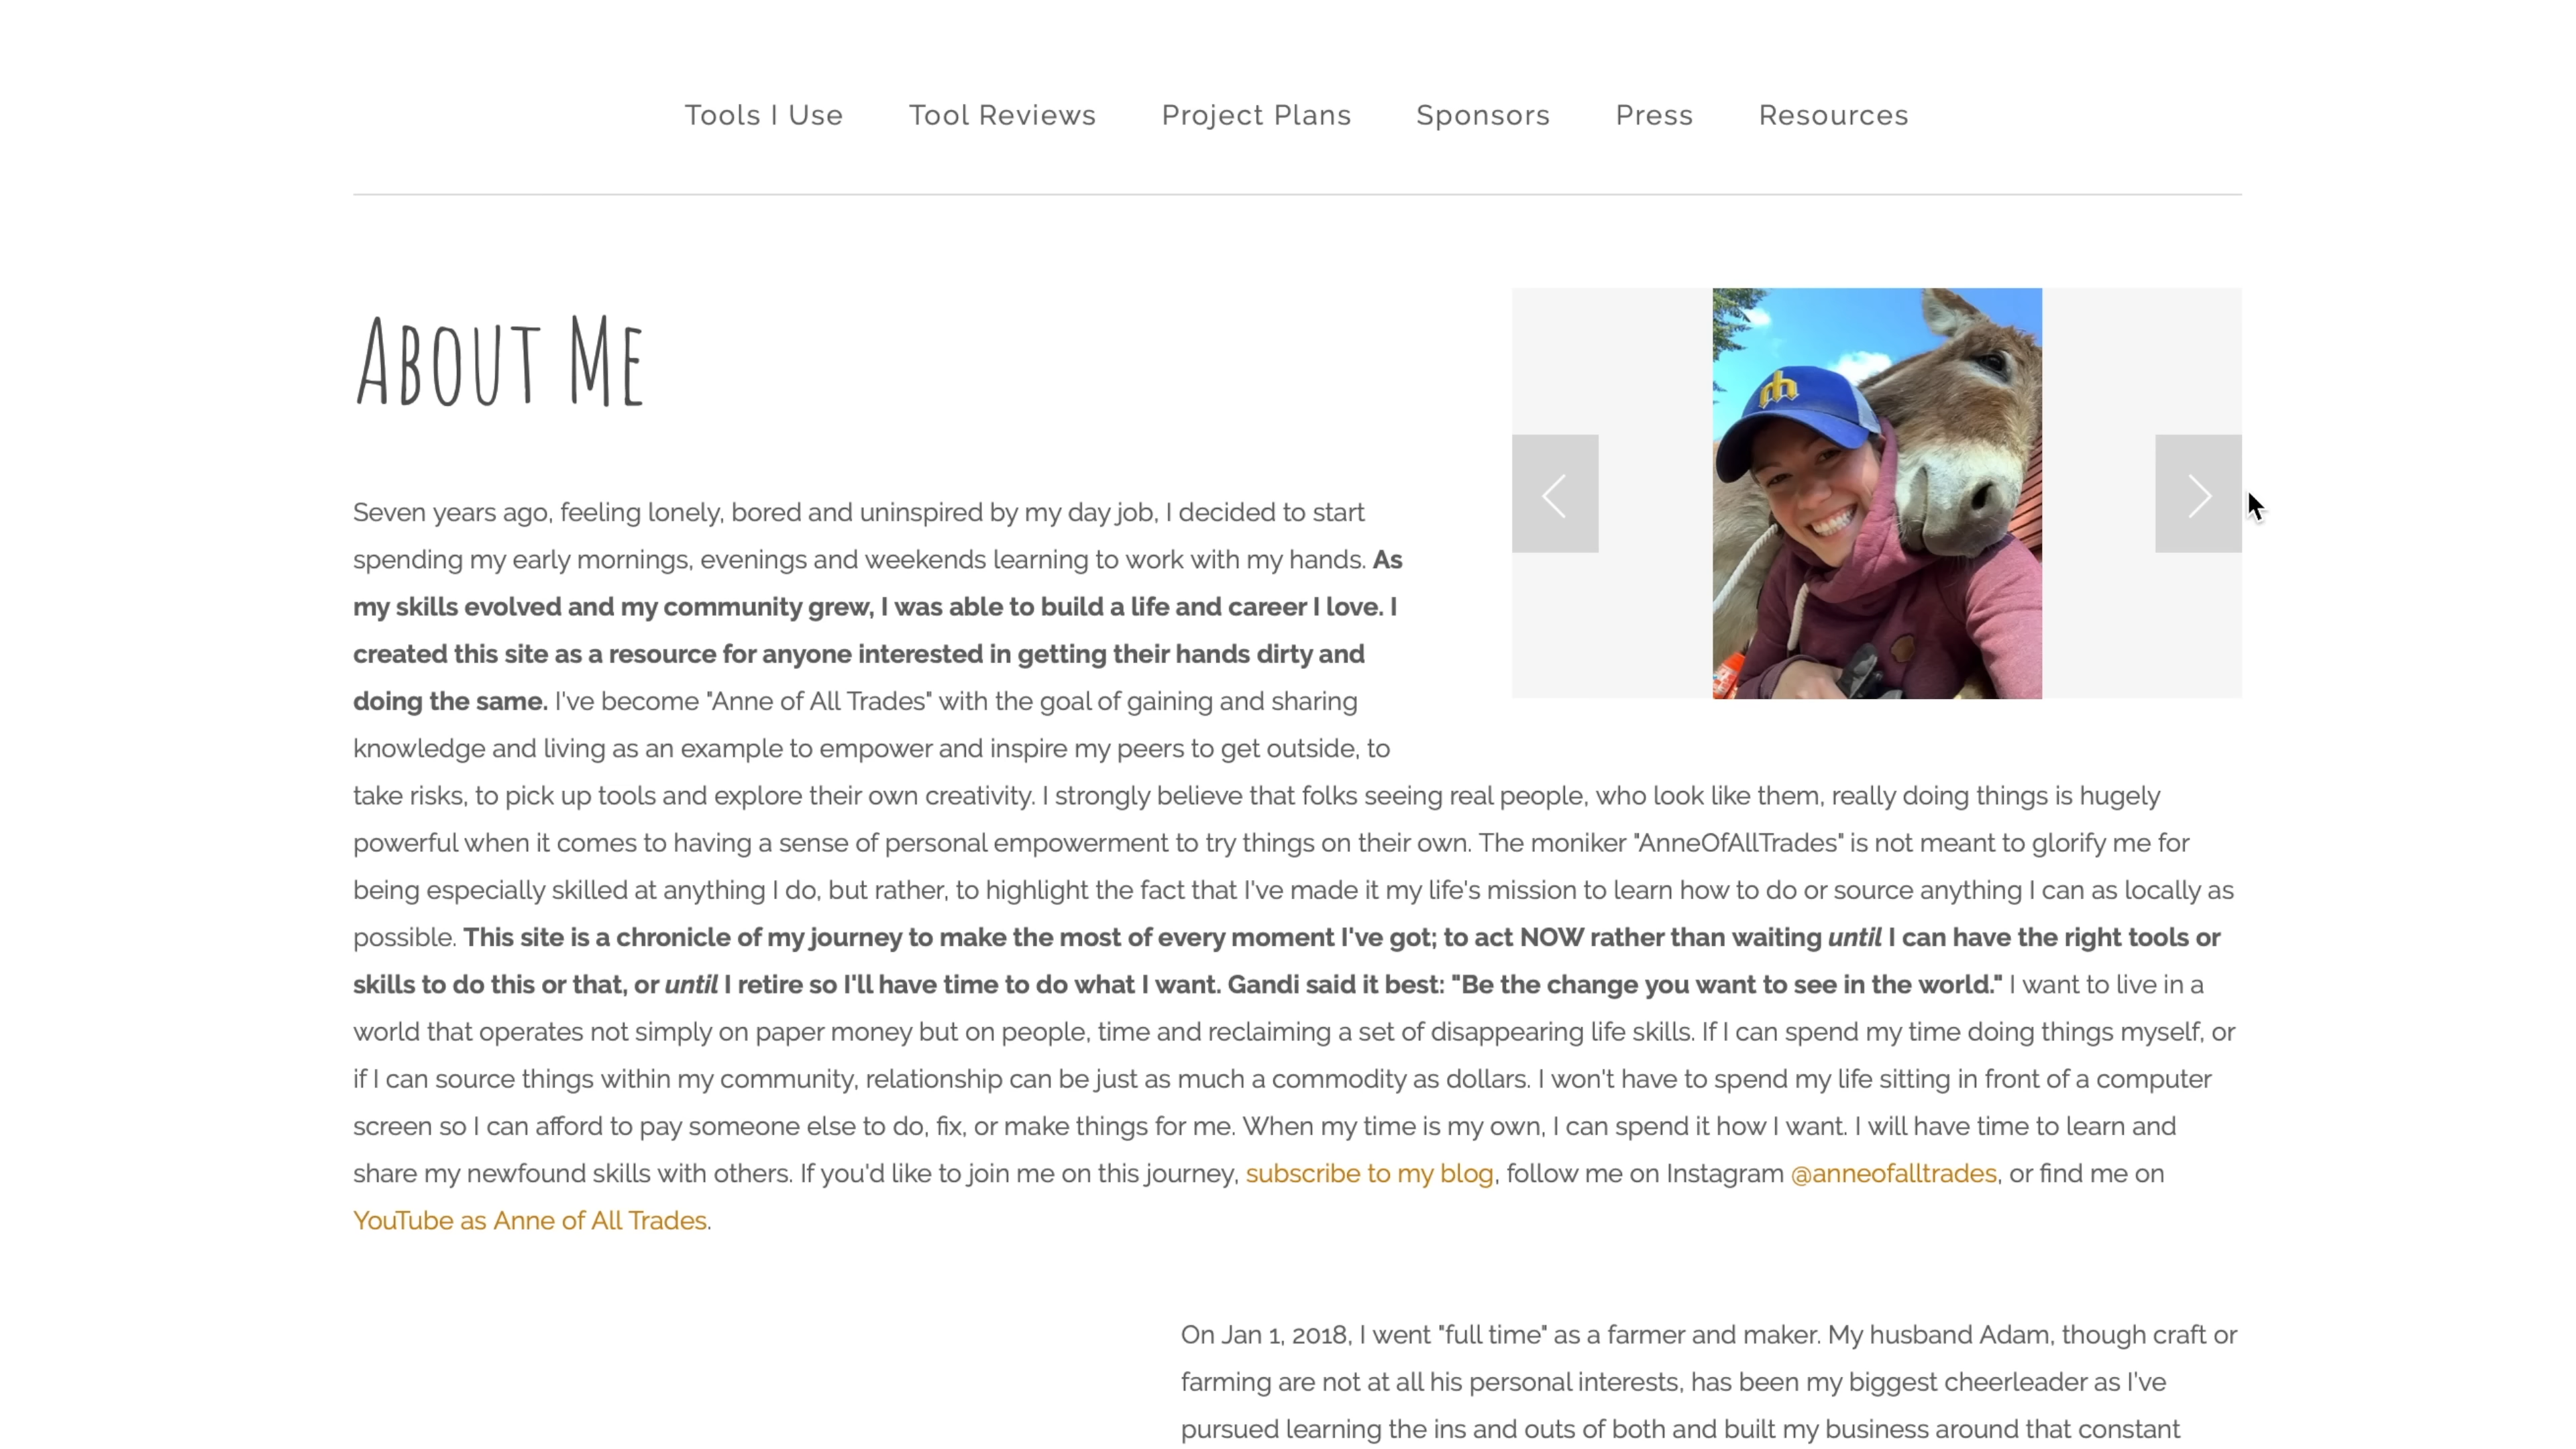 Tools I Use Tool Reviews Project Plans Sponsors Press Resources
About Me
Seven years ago, feeling lonely, bored and uninspired by my day job, I decided to start
spending my early mornings, evenings and weekends learning to work with my hands. As
my skills evolved and my community grew, I was able to build a life and career I love. I
created this site as a resource for anyone interested in getting their hands dirty and
doing the same. I've become "Anne of All Trades" with the goal of gaining and sharing
knowledge and living as an example to empower and inspire my peers to get outside, to
take risks, to pick up tools and explore their own creativity. I strongly believe that folks seeing real people, who look like them, really doing things is hugely
powerful when it comes to having a sense of personal empowerment to try things on their own. The moniker "AnneOfAllTrades" is not meant to glorify me for
being especially skilled at anything I do, but rather, to highlight the fact that I've made it my life's mission to learn how to do or source anything I can as locally as
possible. This site is a chronicle of my journey to make the most of every moment I've got; to act NOW rather than waiting until I can have the right tools or
skills to do this or that, or until I retire so I'll have time to do what I want. Gandi said it best: "Be the change you want to see in the world." I want to live in a
world that operates not simply on paper money but on people, time and reclaiming a set of disappearing life skills. If I can spend my time doing things myself, or
if I can source things within my community, relationship can be just as much a commodity as dollars. I won't have to spend my life sitting in front of a computer
screen so I can afford to pay someone else to do, fix, or make things for me. When my time is my own, I can spend it how I want. I will have time to learn and
share my newfound skills with others. If you'd like to join me on this journey, subscribe to my blog, follow me on Instagram @anneofalltrades, or find me on
YouTube as Anne of All Trades.
On Jan 1, 2018, I went "full time" as a farmer and maker. My husband Adam, though craft or
farming are not at all his personal interests, has been my biggest cheerleader as I've
pursued learning the ins and outs of both and built my business around that constant